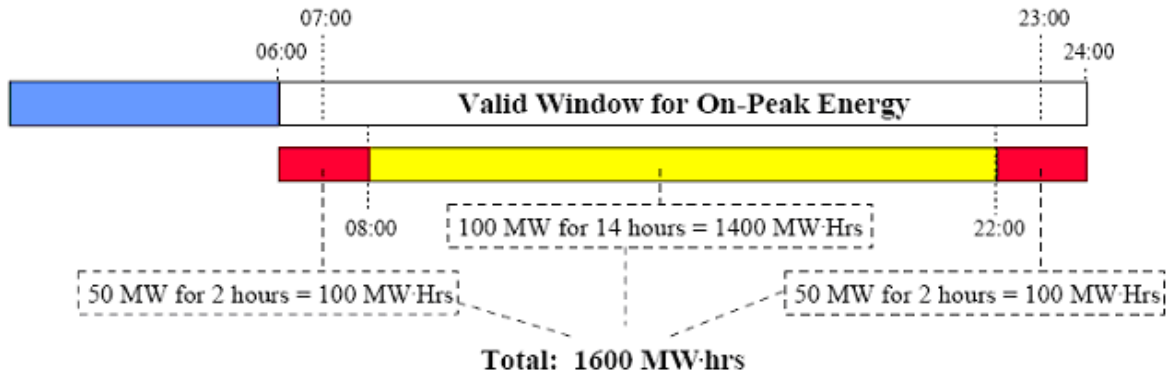 07:00
23:00
06:00
24:00
Valid Window for On-Peak Energy
100 MW for 14 hours = 1400 MW·Hrs
08:00
22:00
50 MW for 2 hours = 100 MW·Hrs
50 MW for 2 hours = 100 MW·Hrs
Total: 1600 MW·hrs